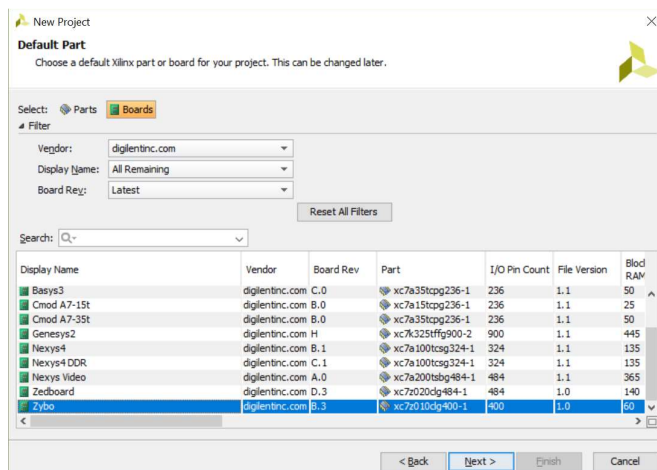 New Project
Default Part
Choose a default Xilinx part or board for your project. This can be changed later.
Select: Parts Boards
Filter
Vendor: digilentinc.com
Display Name: All Remaining
Board Rev: Latest
Reset All Filters
Search:
Display Name Vendor Board Rev Part I/O Pin Count File Version Block RAM
Basys3 digilentinc.com C.0 xc7a35tcpg236-1 236 1.1 50
Cmod A7-15t digilentinc.com B.0 xc7a15tcpg236-1 236 1.1 25
Cmod A7-35t digilentinc.com B.0 xc7a35tcpg236-1 236 1.1 50
Genesys2 digilentinc.com H xc7k325tffg900-2 900 1.1 445
Nexys4 digilentinc.com B.1 xc7a100tcsg324-1 324 1.1 135
Nexys4 DDR digilentinc.com C.1 xc7a100tcsg324-1 324 1.1 135
Nexys Video digilentinc.com A.0 xc7a200tsbg484-1 484 1.1 365
Zedboard digilentinc.com D.3 xc7z020clg484-1 484 1.0 140
Zybo digilentinc.com B.3 xc7z010clg400-1 400 1.0 60
< Back Next > Finish Cancel